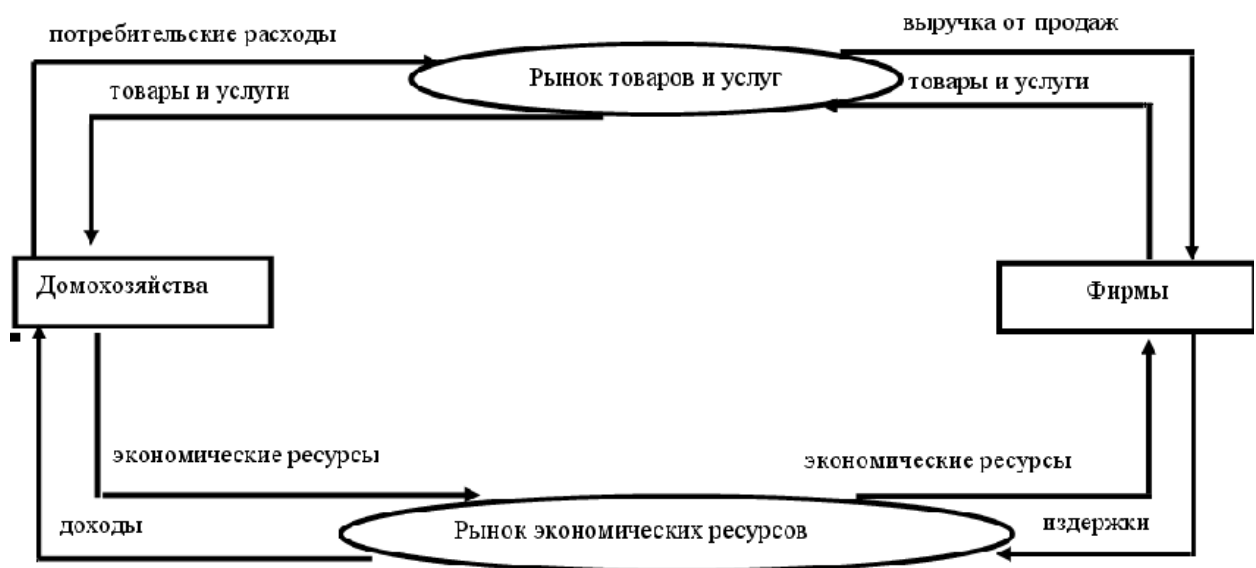 потребительские расходы
выручка от продаж
Рынок товаров и услуг
товары и услуги
товары и услуги
Домохозяйства
Фирмы
экономические ресурсы
экономические ресурсы
доходы
Рынок экономических ресурсов
издержки